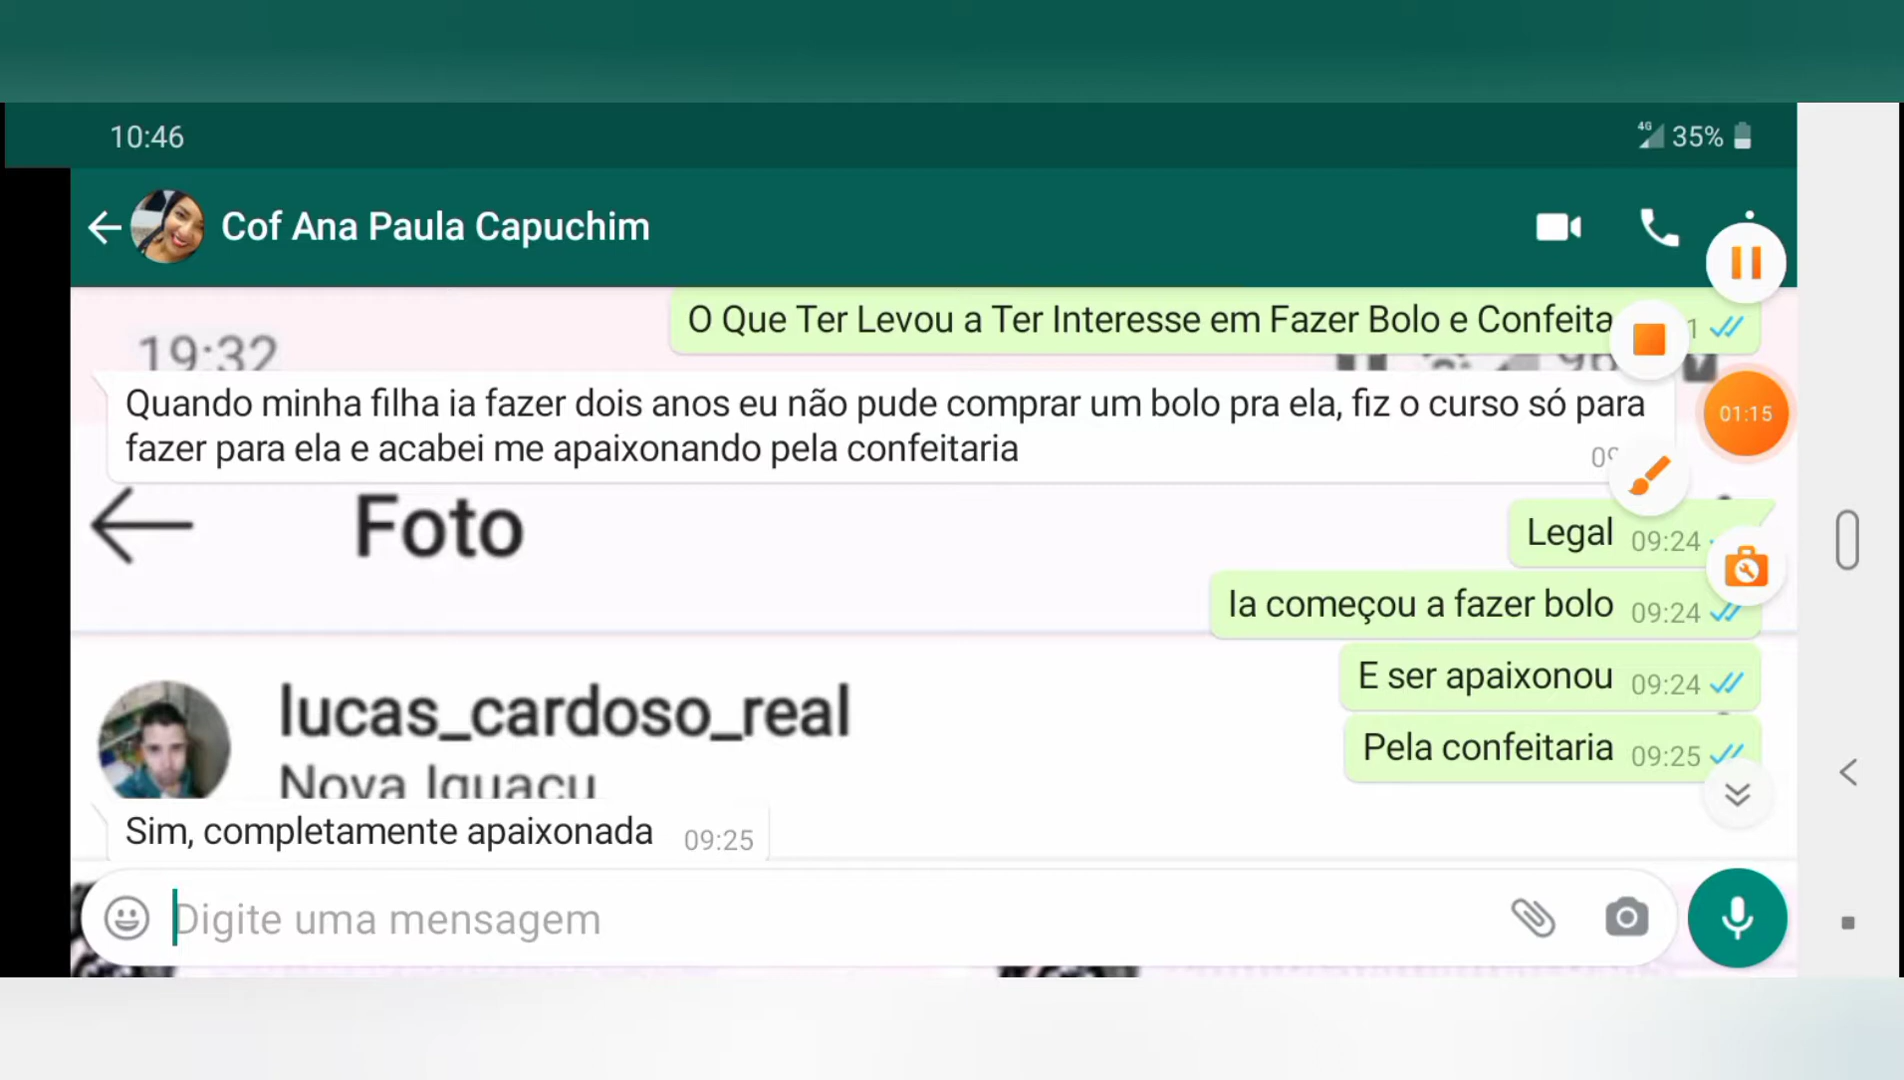 10:46
4G 35%
Cof Ana Paula Capuchim
O Que Ter Levou a Ter Interesse em Fazer Bolo e Confeita
19:32
Quando minha filha ia fazer dois anos eu não pude comprar um bolo pra ela, fiz o curso só para
fazer para ela e acabei me apaixonando pela confeitaria
01:15
Foto
Legal 09:24
Ia começou a fazer bolo 09:24
E ser apaixonou 09:24
lucas_cardoso_real
Pela confeitaria 09:25
Nova Iguaçu
Sim, completamente apaixonada 09:25
Digite uma mensagem